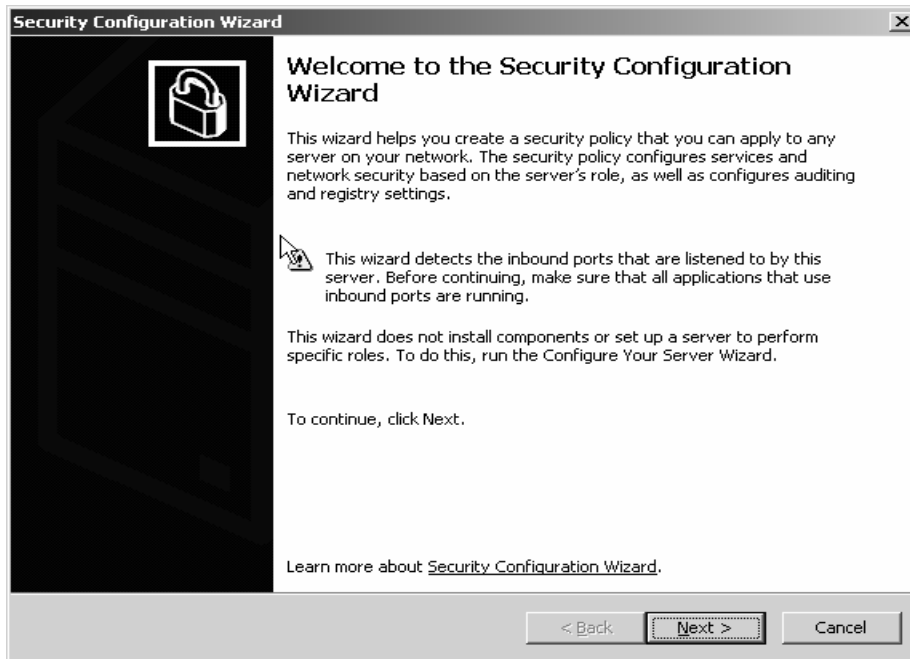 Security Configuration Wizard
Welcome to the Security Configuration
Wizard
This wizard helps you create a security policy that you can apply to any
server on your network. The security policy configures services and
network security based on the server's role, as well as configures auditing
and registry settings.
This wizard detects the inbound ports that are listened to by this
server. Before continuing, make sure that all applications that use
inbound ports are running.
This wizard does not install components or set up a server to perform
specific roles. To do this, run the Configure Your Server Wizard.
To continue, click Next.
Learn more about Security Configuration Wizard.
< Back
Next >
Cancel